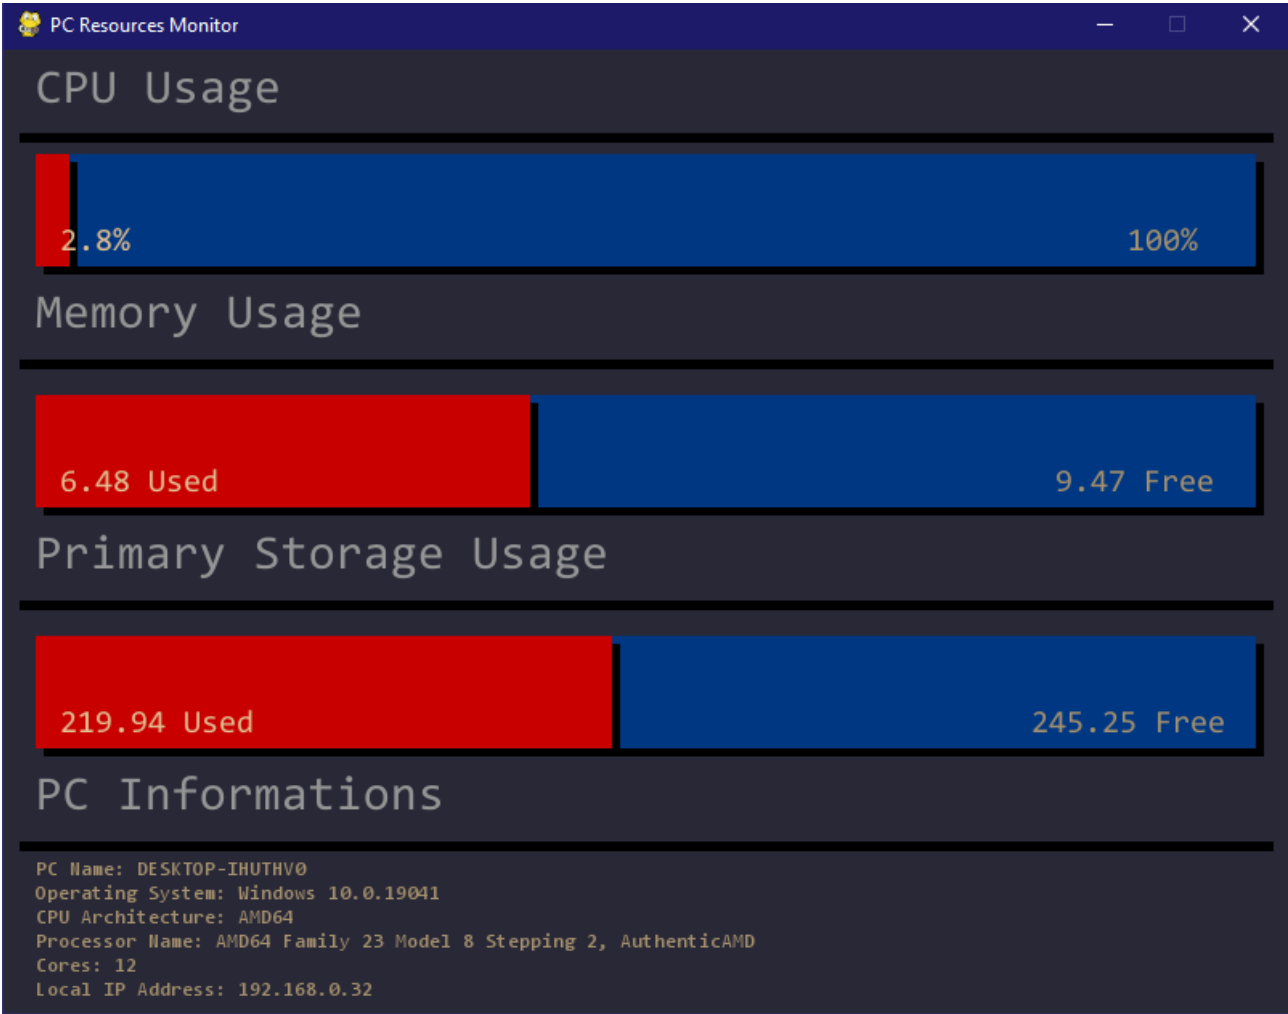 PC Resources Monitor
CPU Usage
2.8% 100%
Memory Usage
6.48 Used 9.47 Free
Primary Storage Usage
219.94 Used 245.25 Free
PC Informations
PC Name: DESKTOP-IHUTHV0
Operating System: Windows 10.0.19041
CPU Architecture: AMD64
Processor Name: AMD64 Family 23 Model 8 Stepping 2, AuthenticAMD
Cores: 12
Local IP Address: 192.168.0.32